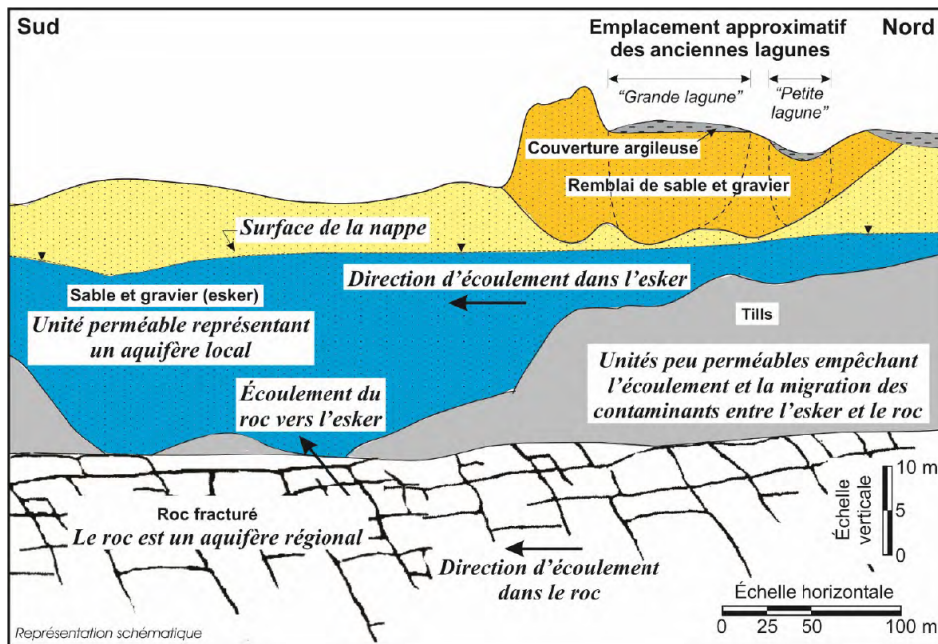 Sud
Emplacement approximatif
des anciennes lagunes
Nord
"Grande lagune"
"Petite
lagune"
Couverture argileuse
Remblai de sable et gravier
Surface de la nappe
Direction d'écoulement dans l'esker
Sable et gravier (esker)
Unité perméable représentant
un aquifère local
Tills
Unités peu perméables empêchant
l'écoulement et la migration des
contaminants entre l'esker et le roc
Écoulement du
roc vers l'esker
10 m
5
0
Échelle
verticale
Roc fracturé
Le roc est un aquifère régional
Direction d'écoulement
dans le roc
Échelle horizontale
0 25 50 100 m
Représentation schématique